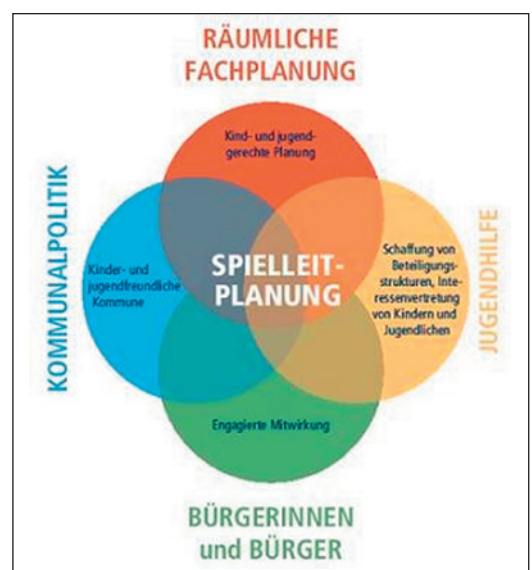 RÄUMLICHE
FACHPLANUNG
Kind- und jugend-
gerechte Planung
KOMMUNALPOLITIK
Kinder- und
jugendfreundliche
Kommune
SPIELLEIT-
PLANUNG
Schaffung von
Beteiligungs-
strukturen, Inte-
ressenvertretung
von Kindern und
Jugendlichen
JUGENDHILFE
Engagierte Mitwirkung
BÜRGERINNEN
und BÜRGER